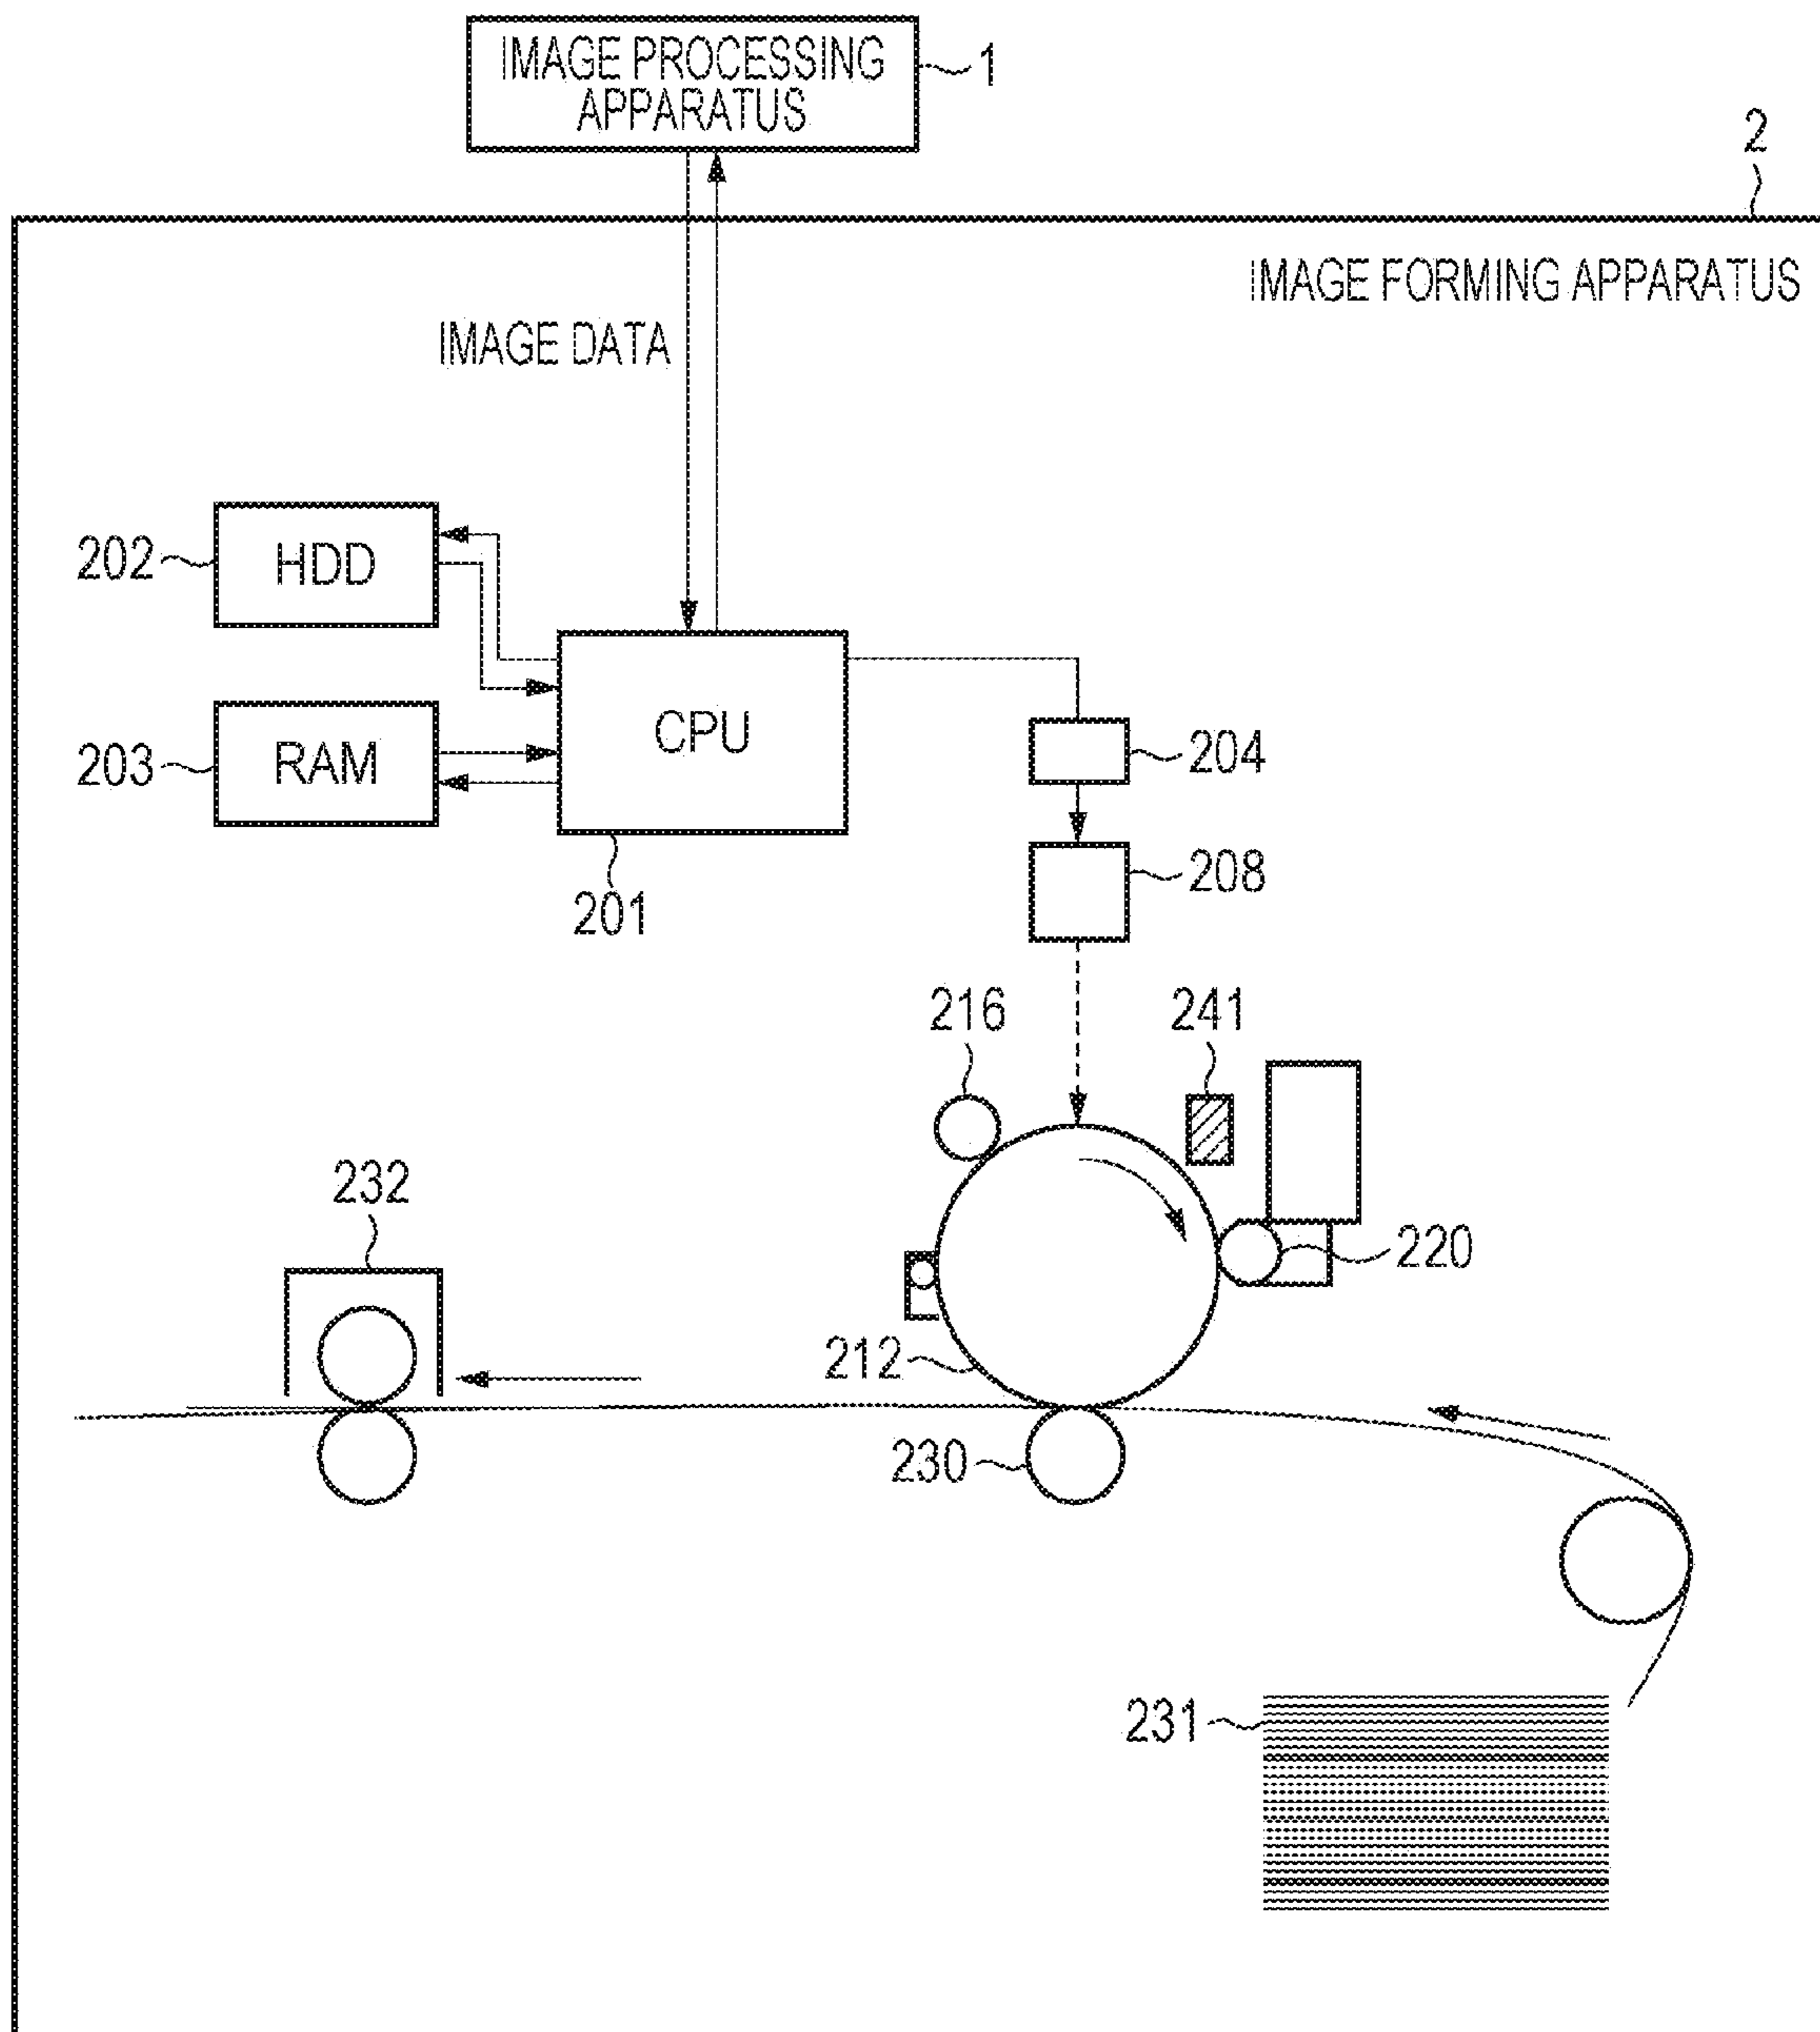 IMAGE PROCESSING
APPARATUS
1
2
IMAGE FORMING APPARATUS
IMAGE DATA
202
HDD
203
RAM
CPU
201
204
208
216
241
232
220
212
230
231